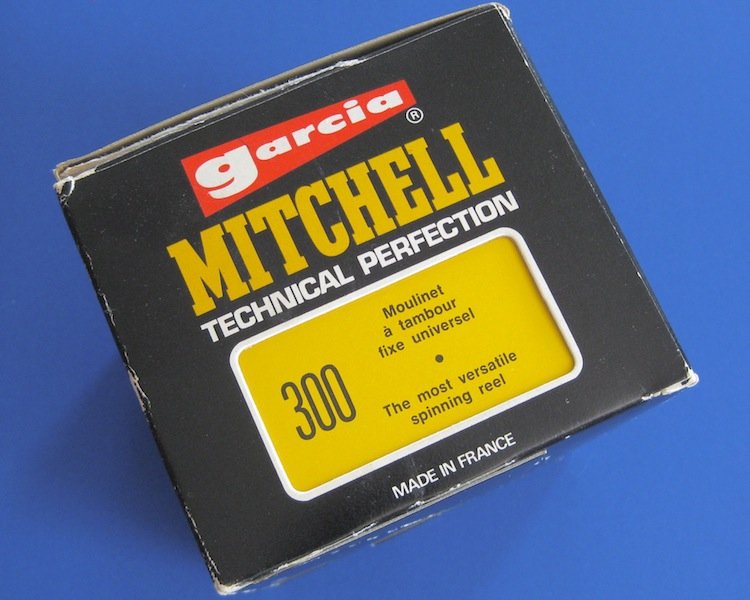 garcia®
MITCHELL
TECHNICAL PERFECTION
300
Moulinet
à tambour
fixe universel
•
The most versatile
spinning reel
MADE IN FRANCE